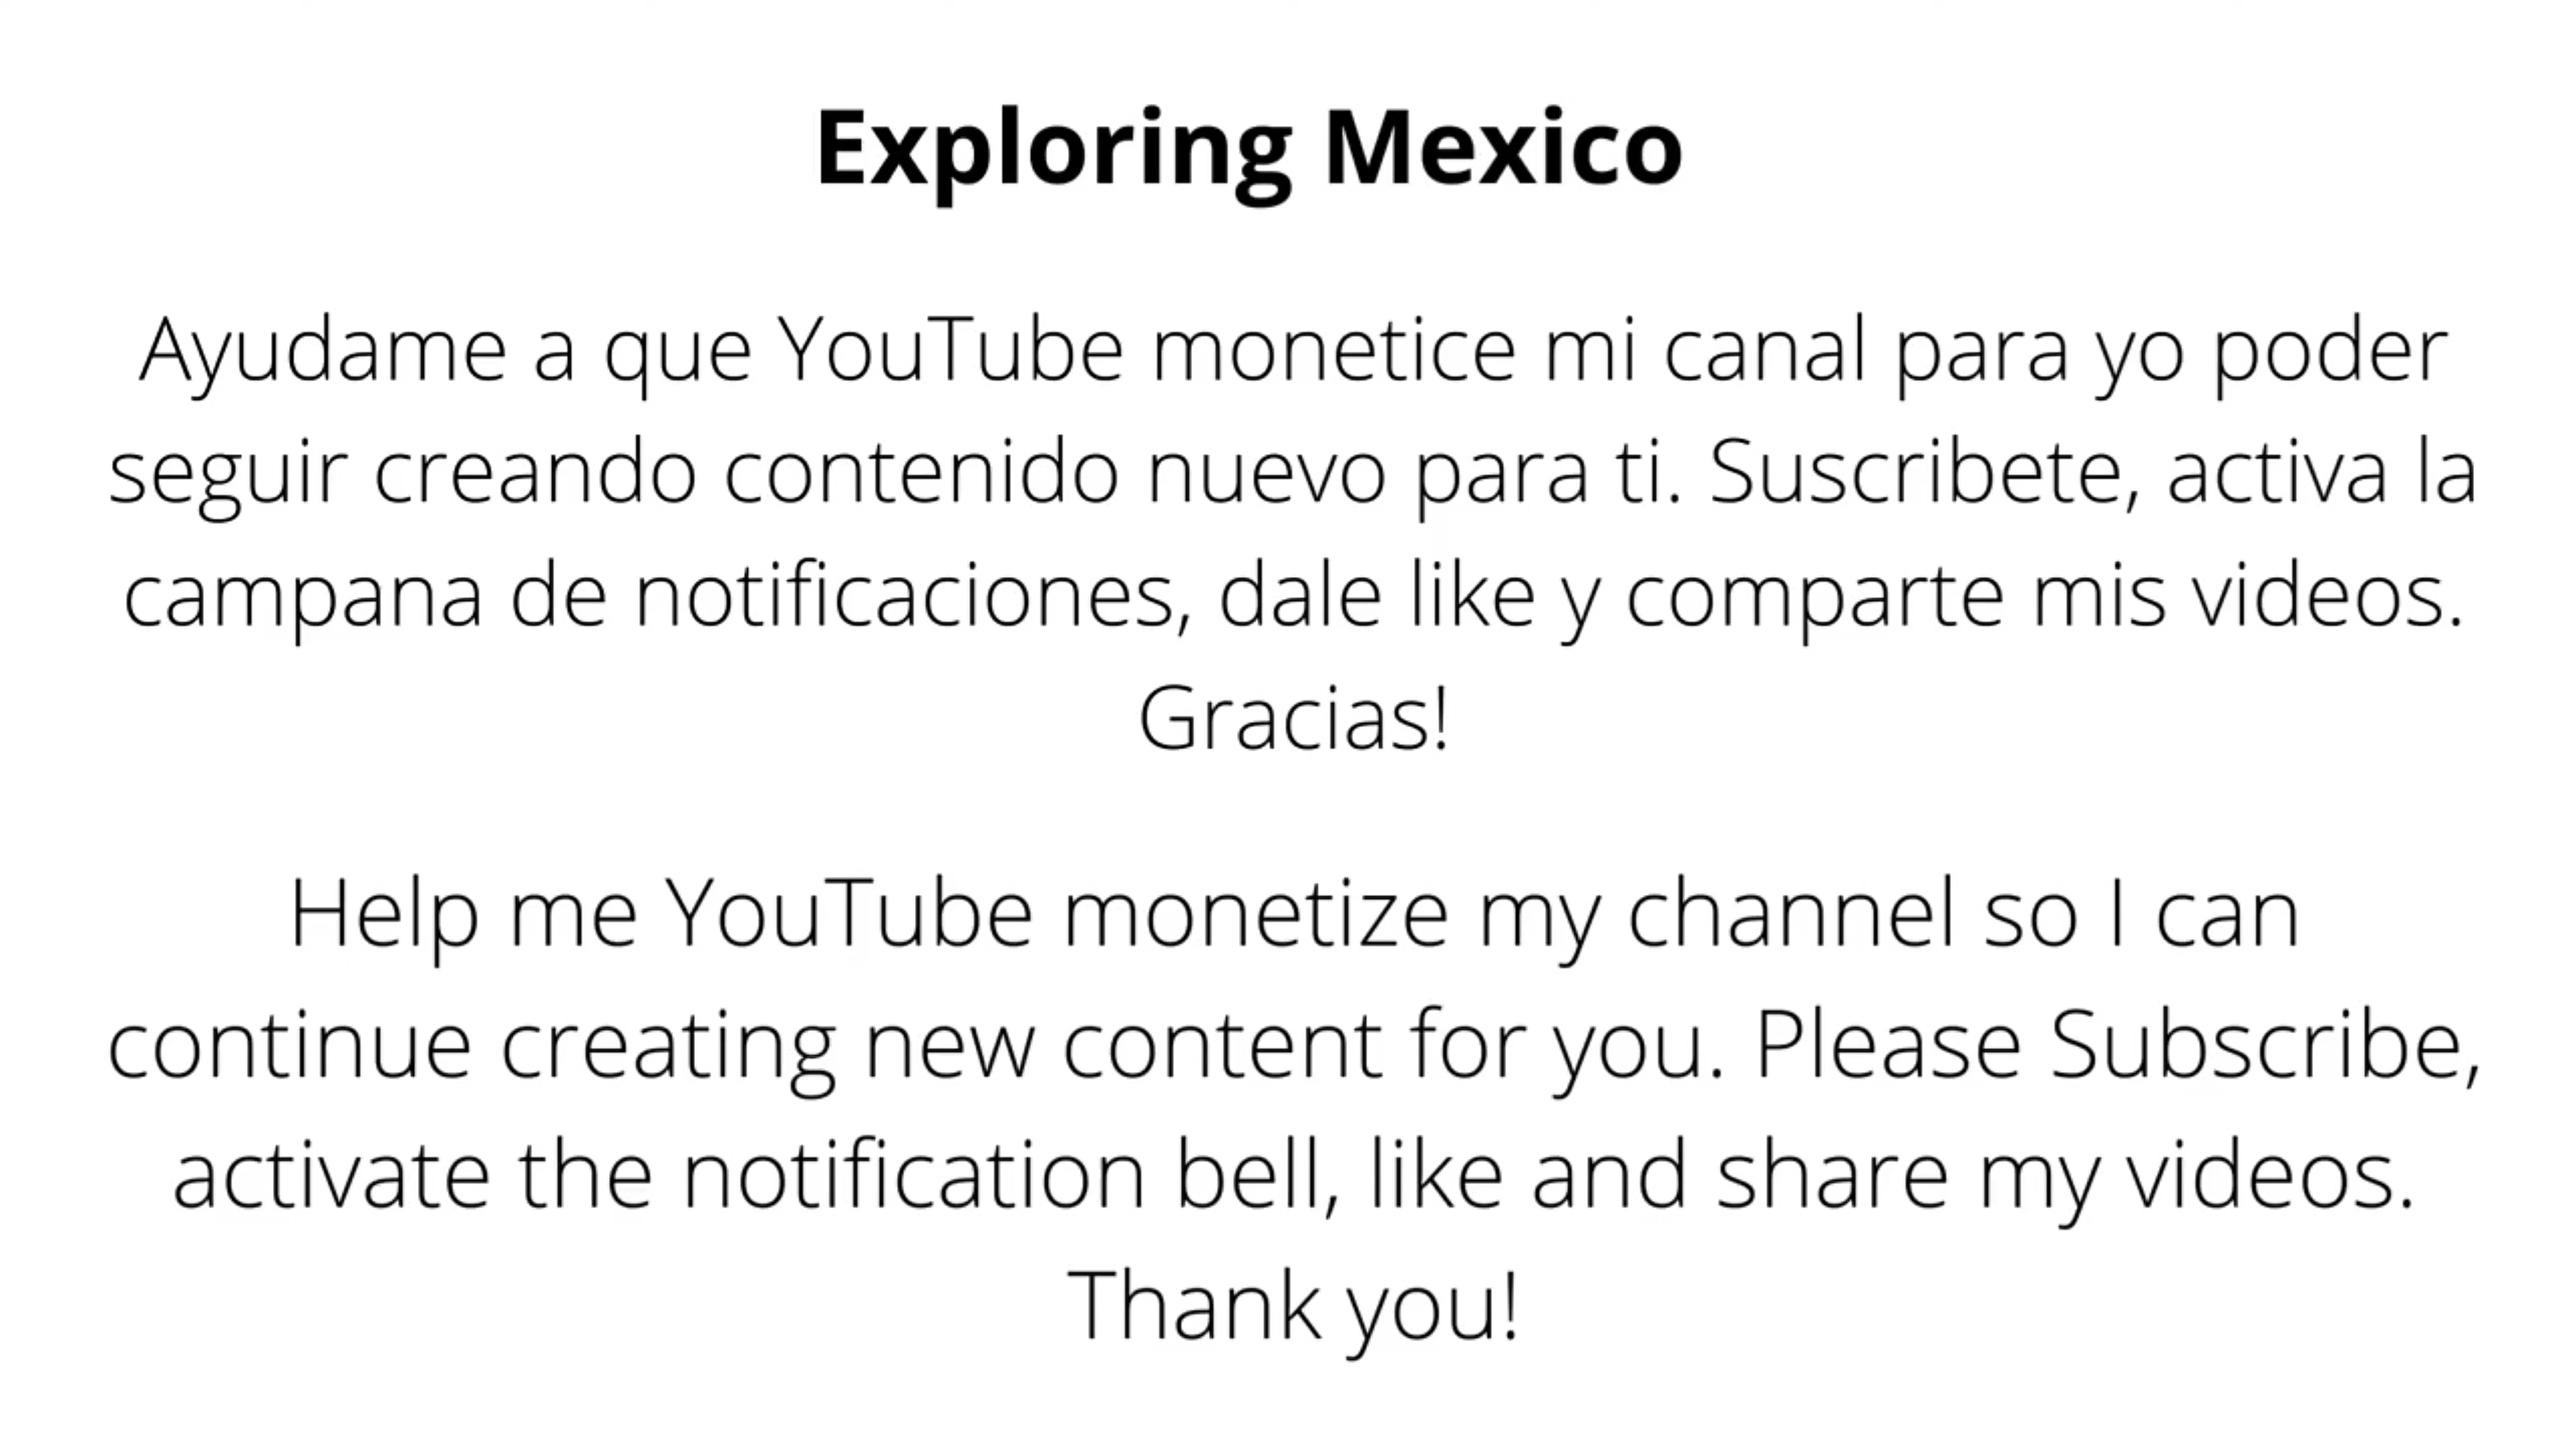 Exploring Mexico
Ayudame a que YouTube monetice mi canal para yo poder
seguir creando contenido nuevo para ti. Suscribete, activa la
campana de notificaciones, dale like y comparte mis videos.
Gracias!
Help me YouTube monetize my channel so I can
continue creating new content for you. Please Subscribe,
activate the notification bell, like and share my videos.
Thank you!